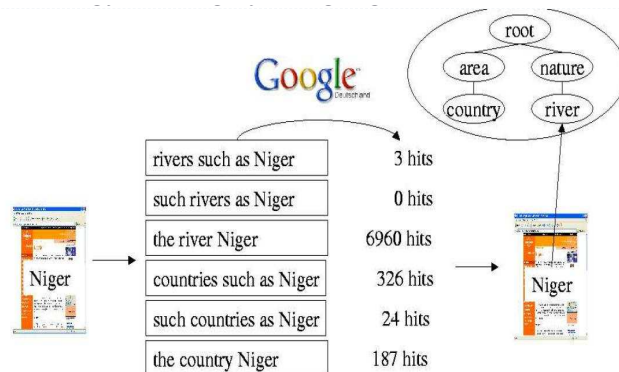 root
Google
Deutschland
area nature
country river
rivers such as Niger 3 hits
such rivers as Niger 0 hits
the river Niger 6960 hits
countries such as Niger 326 hits
such countries as Niger 24 hits
the country Niger 187 hits
Niger
Niger